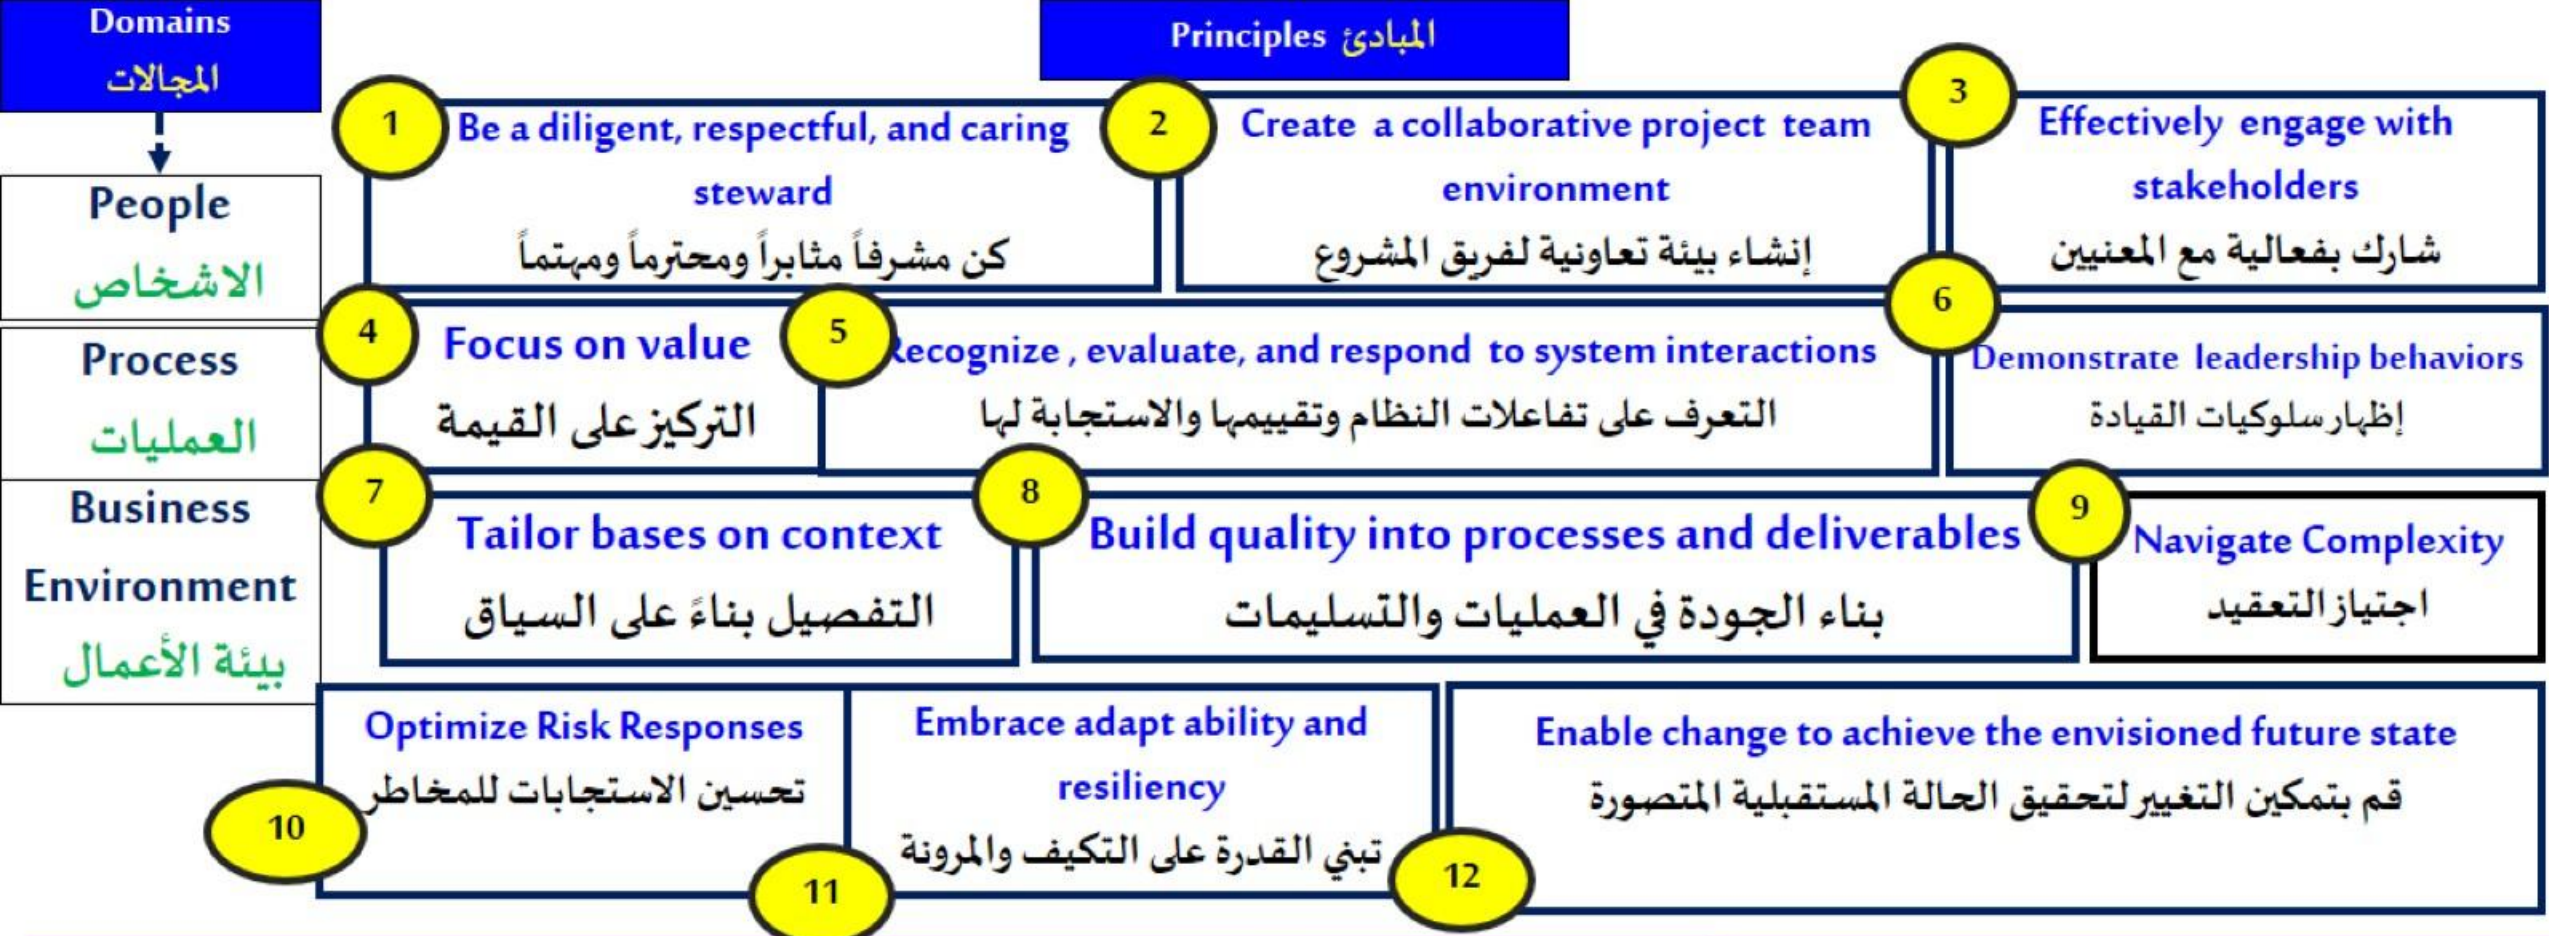 Domains
المجالات
Principles المبادئ
People
الاشخاص
Process
العمليات
Business
Environment
بيئة الأعمال
1
Be a diligent, respectful, and caring
steward
كن مشرفاً مثابراً ومحترماً ومهتماً
2
Create a collaborative project team
environment
إنشاء بيئة تعاونية لفريق المشروع
3
Effectively engage with
stakeholders
شارك بفعالية مع المعنيين
4
Focus on value
التركيز على القيمة
5
Recognize , evaluate, and respond to system interactions
التعرف على تفاعلات النظام وتقييمها والاستجابة لها
6
Demonstrate leadership behaviors
إظهار سلوكيات القيادة
7
Tailor bases on context
التفصيل بناءً على السياق
8
Build quality into processes and deliverables
بناء الجودة في العمليات والتسليمات
9
Navigate Complexity
اجتياز التعقيد
10
Optimize Risk Responses
تحسين الاستجابات للمخاطر
11
Embrace adapt ability and
resiliency
تبني القدرة على التكيف والمرونة
12
Enable change to achieve the envisioned future state
قم بتمكين التغيير لتحقيق الحالة المستقبلية المتصورة